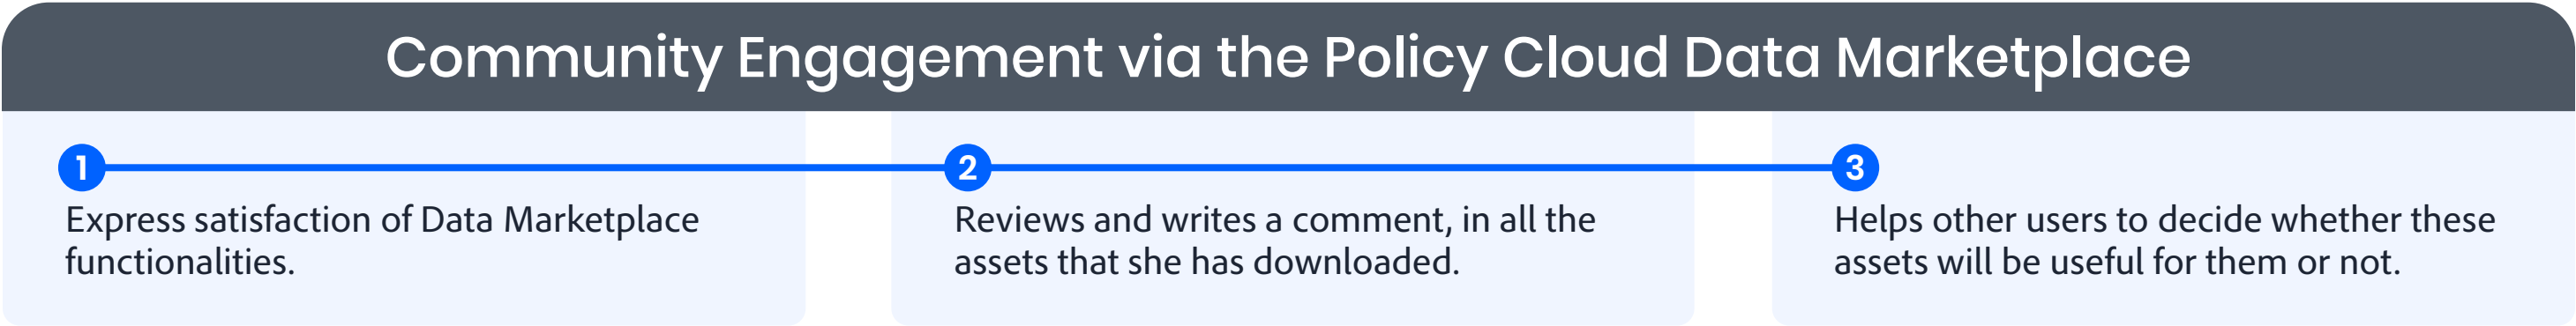 Community Engagement via the Policy Cloud Data Marketplace
1
Express satisfaction of Data Marketplace
functionalities.
2
Reviews and writes a comment, in all the
assets that she has downloaded.
3
Helps other users to decide whether these
assets will be useful for them or not.